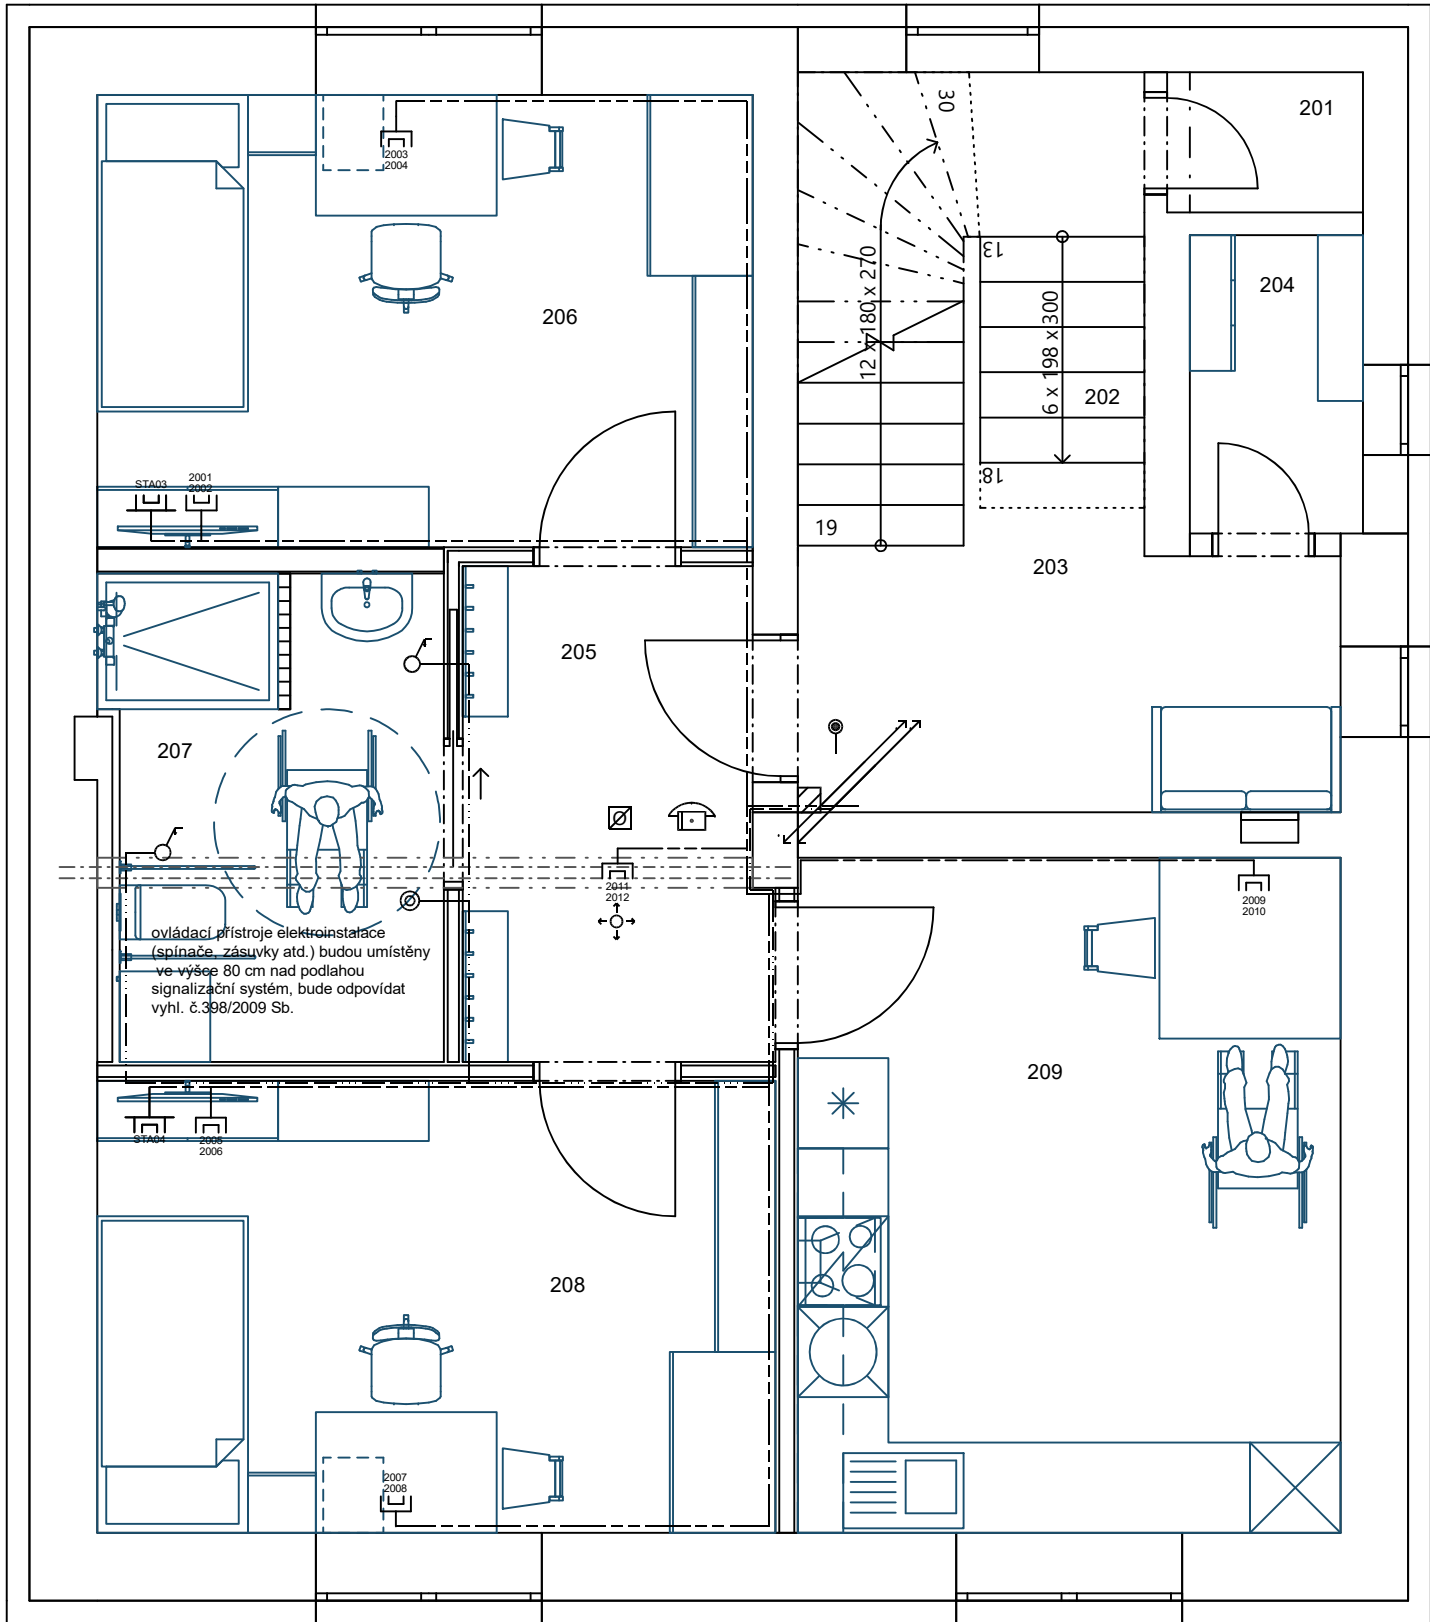 201
30
2003
2004
13
204
12 x 180 x 270
6 x 198 x 300
206
202
18
STA03
2001
2002
19
203
205
207
2011
2012
2009
2010
ovládací přístroje elektroinstalace
(spínače, zásuvky atd.) budou umístěny
ve výšce 80 cm nad podlahou
signalizační systém, bude odpovídat
vyhl. č.398/2009 Sb.
209
STA04
2005
2006
208
2007
2008